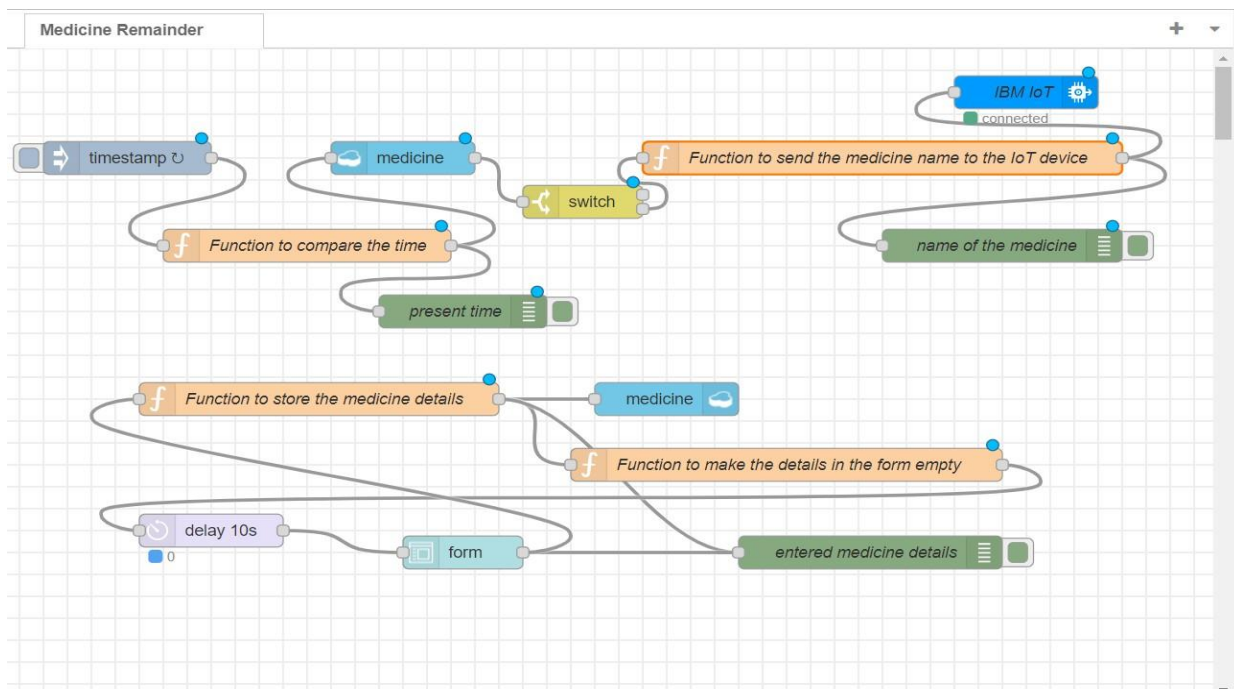 Medicine Remainder
IBM IoT
connected
timestamp ↻
medicine
Function to send the medicine name to the IoT device
switch
Function to compare the time
name of the medicine
present time
Function to store the medicine details
medicine
Function to make the details in the form empty
delay 10s
0
form
entered medicine details